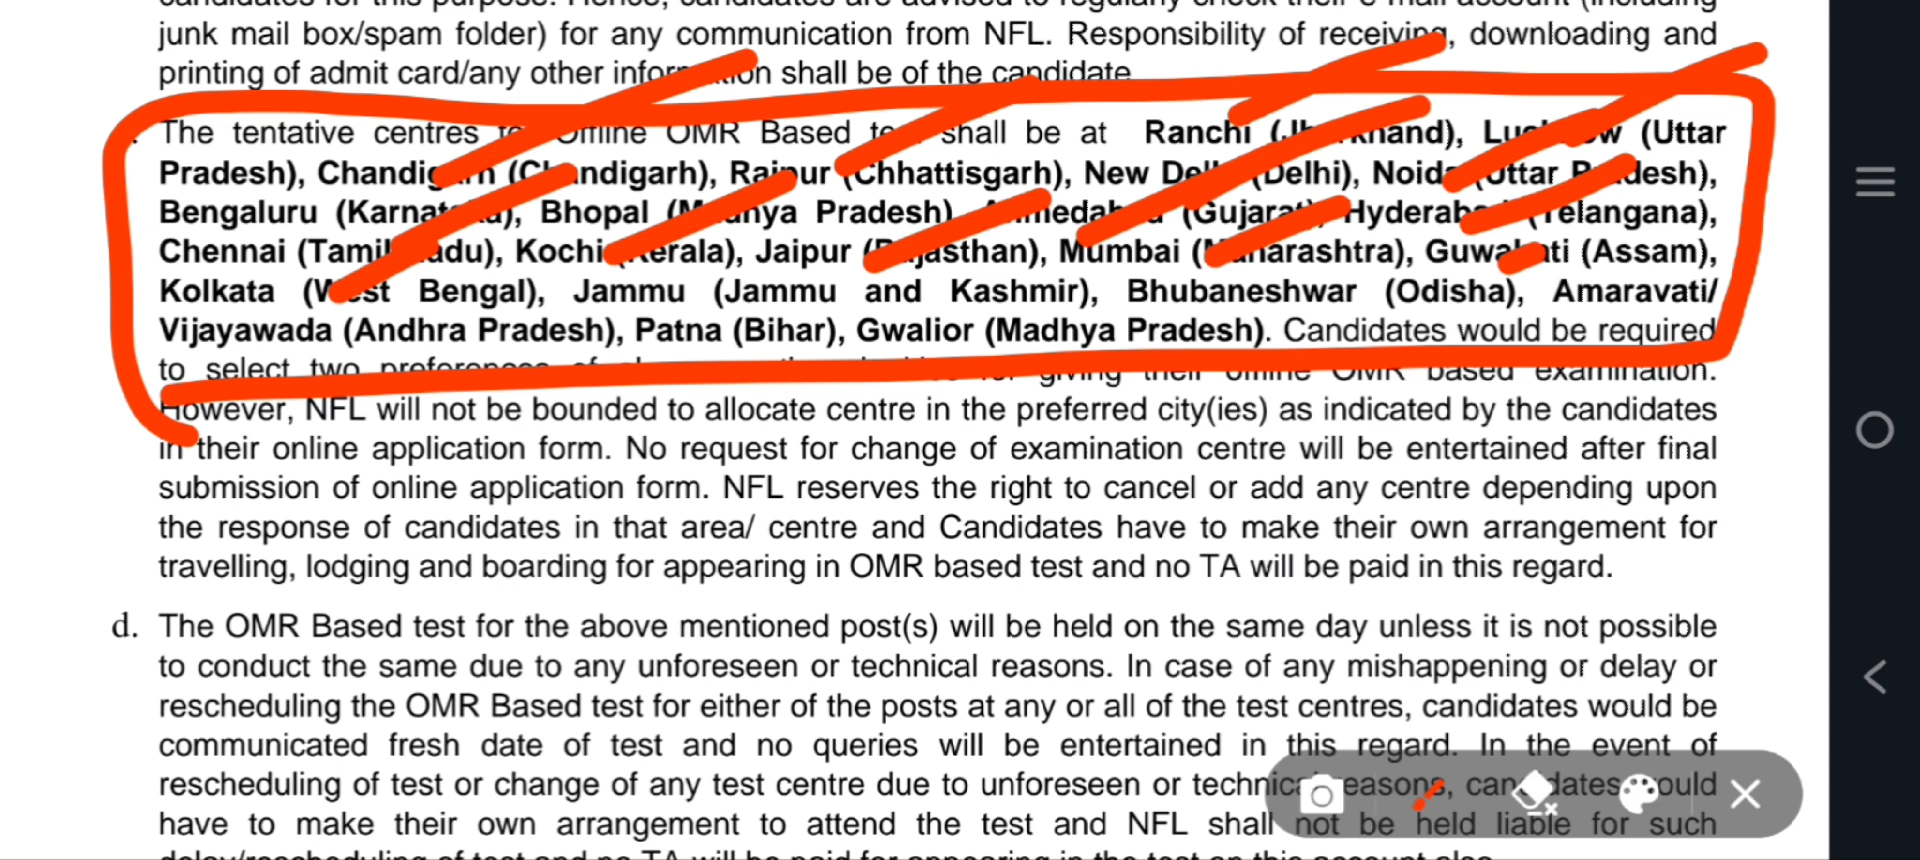 junk mail box/spam folder) for any communication from NFL. Responsibility of receiving, downloading and
printing of admit card/any other information shall be of the candidate
The tentative centres Offline OMR Based shall be at Ranchi (Jharkhand), Lucknow (Uttar
Pradesh), Chandigarh (Chandigarh), Raipur (Chhattisgarh), New Delhi (Delhi), Noida (Uttar Pradesh),
Bengaluru (Karnataka), Bhopal (Madhya Pradesh), Ahmedabad (Gujarat), Hyderabad (Telangana),
Chennai (Tamil Nadu), Kochi (Kerala), Jaipur (Rajasthan), Mumbai (Maharashtra), Guwahati (Assam),
Kolkata (West Bengal), Jammu (Jammu and Kashmir), Bhubaneshwar (Odisha), Amaravati/
Vijayawada (Andhra Pradesh), Patna (Bihar), Gwalior (Madhya Pradesh). Candidates would be required
to select two preferences giving their offline OMR based examination.
However, NFL will not be bounded to allocate centre in the preferred city(ies) as indicated by the candidates
in their online application form. No request for change of examination centre will be entertained after final
submission of online application form. NFL reserves the right to cancel or add any centre depending upon
the response of candidates in that area/ centre and Candidates have to make their own arrangement for
travelling, lodging and boarding for appearing in OMR based test and no TA will be paid in this regard.
d. The OMR Based test for the above mentioned post(s) will be held on the same day unless it is not possible
to conduct the same due to any unforeseen or technical reasons. In case of any mishappening or delay or
rescheduling the OMR Based test for either of the posts at any or all of the test centres, candidates would be
communicated fresh date of test and no queries will be entertained in this regard. In the event of
rescheduling of test or change of any test centre due to unforeseen or technical reasons, candidates would
have to make their own arrangement to attend the test and NFL shall not be held liable for such